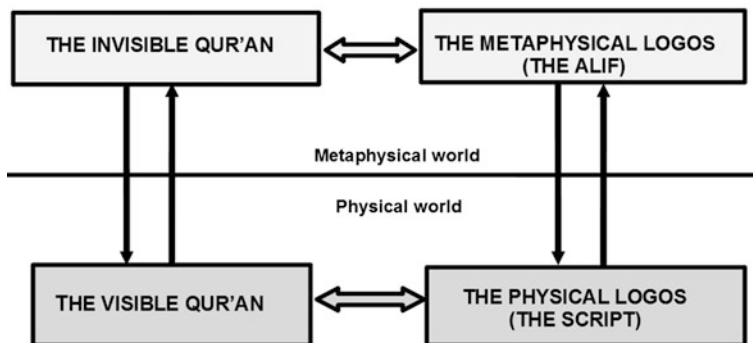 THE INVISIBLE QUR'AN
THE METAPHYSICAL LOGOS
(THE ALIF)
Metaphysical world
Physical world
THE VISIBLE QUR'AN
THE PHYSICAL LOGOS
(THE SCRIPT)